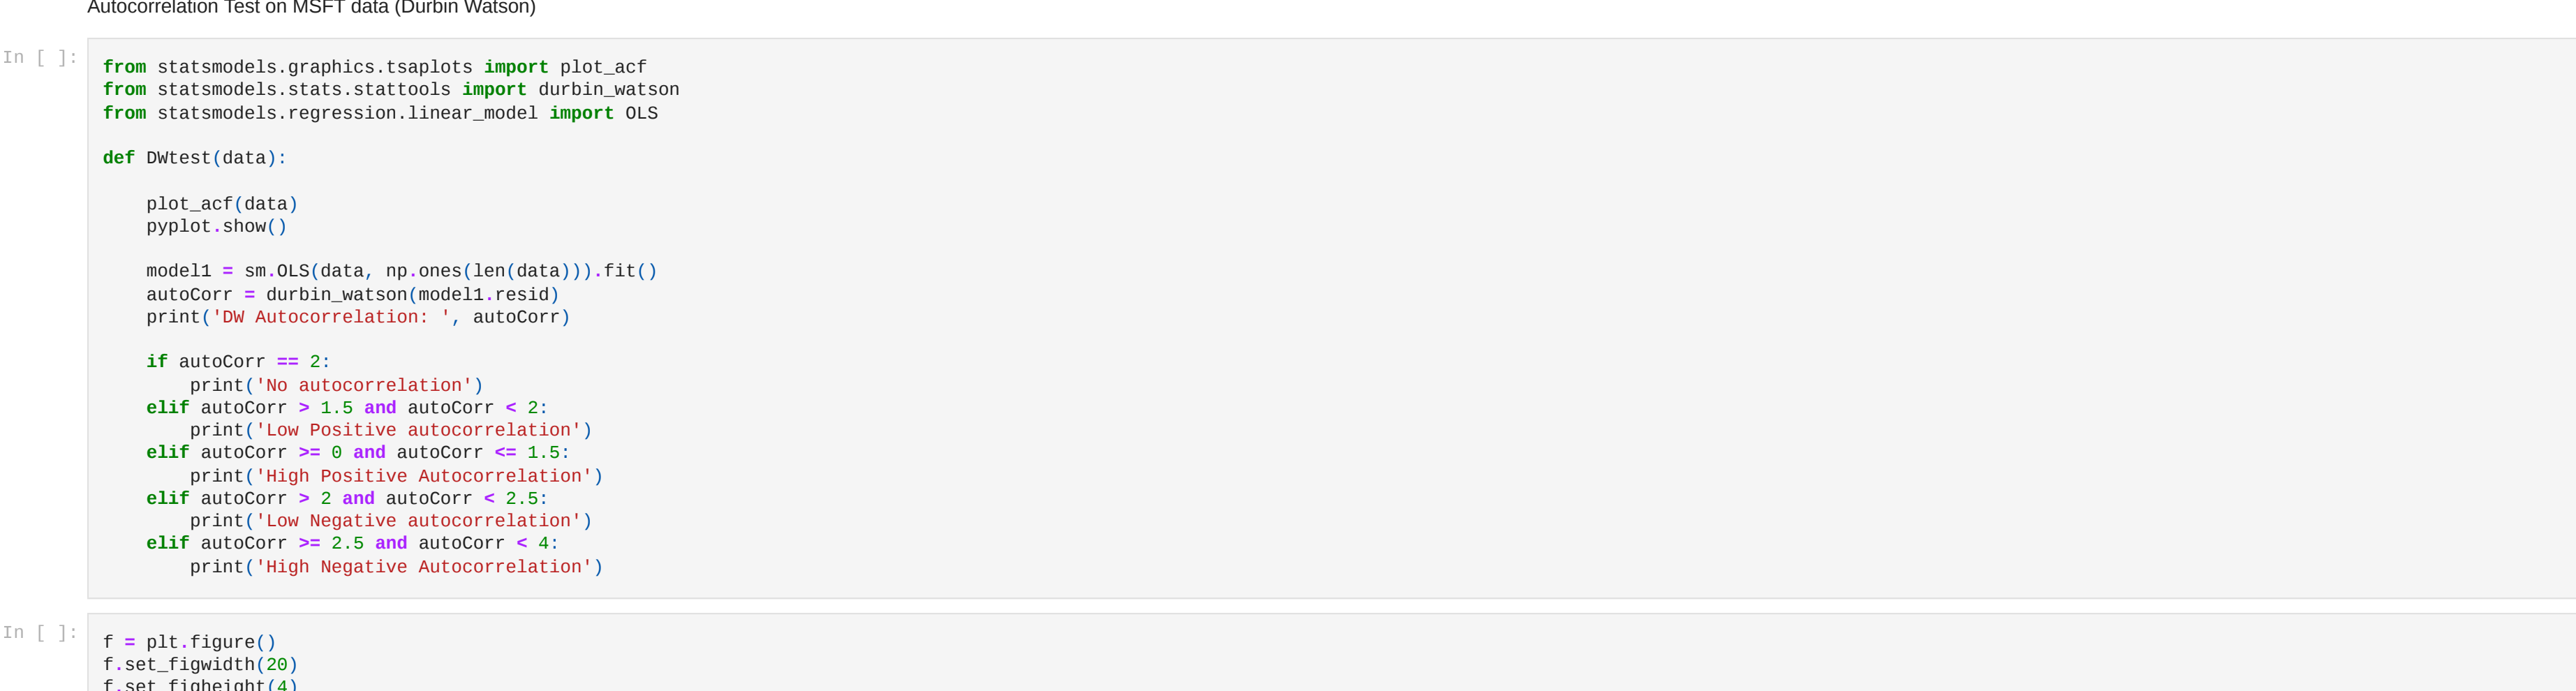 Autocorrelation Test on MSFT data (Durbin Watson)
In [ ]:
from statsmodels.graphics.tsaplots import plot_acf
from statsmodels.stats.stattools import durbin_watson
from statsmodels.regression.linear_model import OLS
def DWtest(data):
plot_acf(data)
pyplot.show()
model1 = sm.OLS(data, np.ones(len(data))).fit()
autoCorr = durbin_watson(model1.resid)
print('DW Autocorrelation: ', autoCorr)
if autoCorr == 2:
print('No autocorrelation')
elif autoCorr > 1.5 and autoCorr < 2:
print('Low Positive autocorrelation')
elif autoCorr >= 0 and autoCorr <= 1.5:
print('High Positive Autocorrelation')
elif autoCorr > 2 and autoCorr < 2.5:
print('Low Negative autocorrelation')
elif autoCorr >= 2.5 and autoCorr < 4:
print('High Negative Autocorrelation')
In [ ]:
f = plt.figure()
f.set_figwidth(20)
f.set_figheight(4)